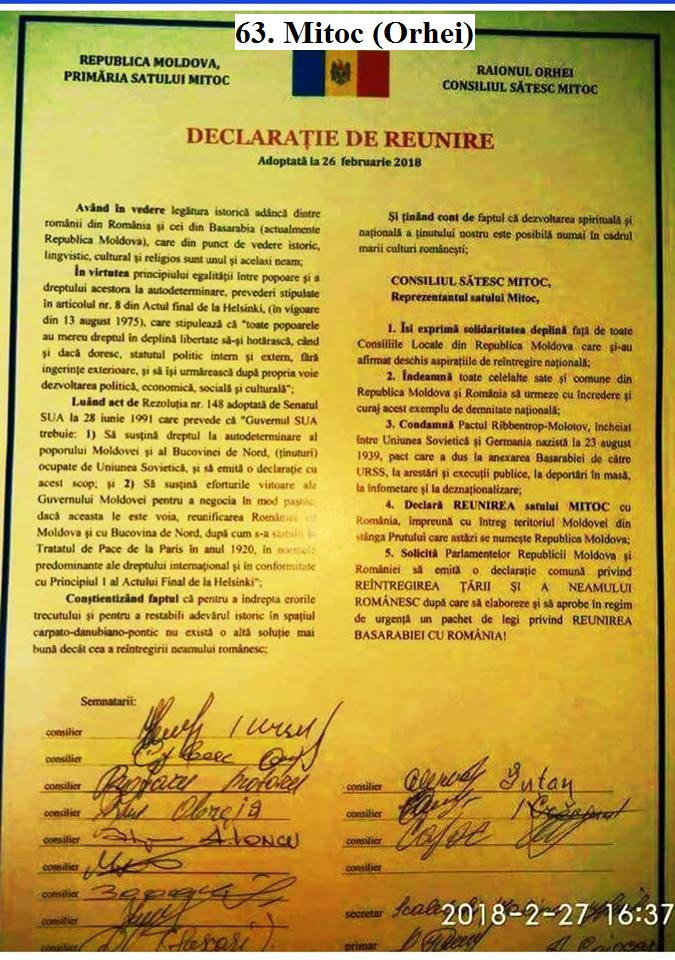 63. Mitoc (Orhei)
REPUBLICA MOLDOVA,
PRIMĂRIA SATULUI MITOC
RAIONUL ORHEI
CONSILIUL SĂTESC MITOC
DECLARAȚIE DE REUNIRE
Adoptată la 26 februarie 2018
Având în vedere legătura istorică adâncă dintre
românii din România și cei din Basarabia (actualmente
Republica Moldova), care din punct de vedere istoric,
lingvistic, cultural și religios sunt unul și acelasi neam;
În virtutea principiului egalității între popoare și a
dreptului acestora la autodeterminare, prevederi stipulate
în articolul nr. 8 din Actul final de la Helsinki, (în vigoare
din 13 august 1975), care stipulează că "toate popoarele
au mereu dreptul în deplină libertate să-și hotărască, când
și dacă doresc, statutul politic intern și extern, fără
ingerințe exterioare, și să își urmărească după propria voie
dezvoltarea politică, economică, socială și culturală";
Luând act de Rezoluția nr. 148 adoptată de Senatul
SUA la 28 iunie 1991 care prevede că "Guvernul SUA
trebuie: 1) Să susțină dreptul la autodeterminare al
poporului Moldovei și al Bucovinei de Nord, (ținuturi)
ocupate de Uniunea Sovietică, și să emită o declarație cu
acest scop; și 2) Să susțină eforturile viitoare ale
Guvernului Moldovei pentru a negocia în mod pașnic,
dacă aceasta le este voia, reunificarea României cu
Moldova și cu Bucovina de Nord, după cum s-a statuat în
Tratatul de Pace de la Paris în anul 1920, în normele
predominante ale dreptului internațional și în conformitate
cu Principiul 1 al Actului Final de la Helsinki";
Conștientizând faptul că pentru a îndrepta erorile
trecutului și pentru a restabili adevărul istoric în spațiul
carpato-danubiano-pontic nu există o altă soluție mai
bună decât cea a reîntregirii neamului românesc;
Și ținând cont de faptul că dezvoltarea spirituală și
națională a ținutului nostru este posibilă numai în cadrul
marii culturi românești;
CONSILIUL SĂTESC MITOC,
Reprezentantul satului Mitoc,
1. Își exprimă solidaritatea deplină față de toate
Consiliile Locale din Republica Moldova care și-au
afirmat deschis aspirațiile de reîntregire națională;
2. Îndeamnă toate celelalte sate și comune din
Republica Moldova și România să urmeze cu încredere și
curaj acest exemplu de demnitate națională;
3. Condamnă Pactul Ribbentrop-Molotov, încheiat
între Uniunea Sovietică și Germania nazistă la 23 august
1939, pact care a dus la anexarea Basarabiei de către
URSS, la arestări și execuții publice, la deportări în masă,
la înfometare și la deznaționalizare;
4. Declară REUNIREA satului MITOC cu
România, împreună cu întreg teritoriul Moldovei din
stânga Prutului care astăzi se numește Republica Moldova;
5. Solicită Parlamentelor Republicii Moldova și
României să emită o declarație comună privind
REÎNTREGIREA ȚĂRII ȘI A NEAMULUI
ROMÂNESC după care să elaboreze și să aprobe în regim
de urgență un pachet de legi privind REUNIREA
BASARABIEI CU ROMÂNIA!
Semnatarii:
consilier
consilier
consilier
consilier
consilier
consilier
consilier
consilier
consilier
consilier
consilier
consilier
consilier
secretar
primar
2018-2-27 16:37